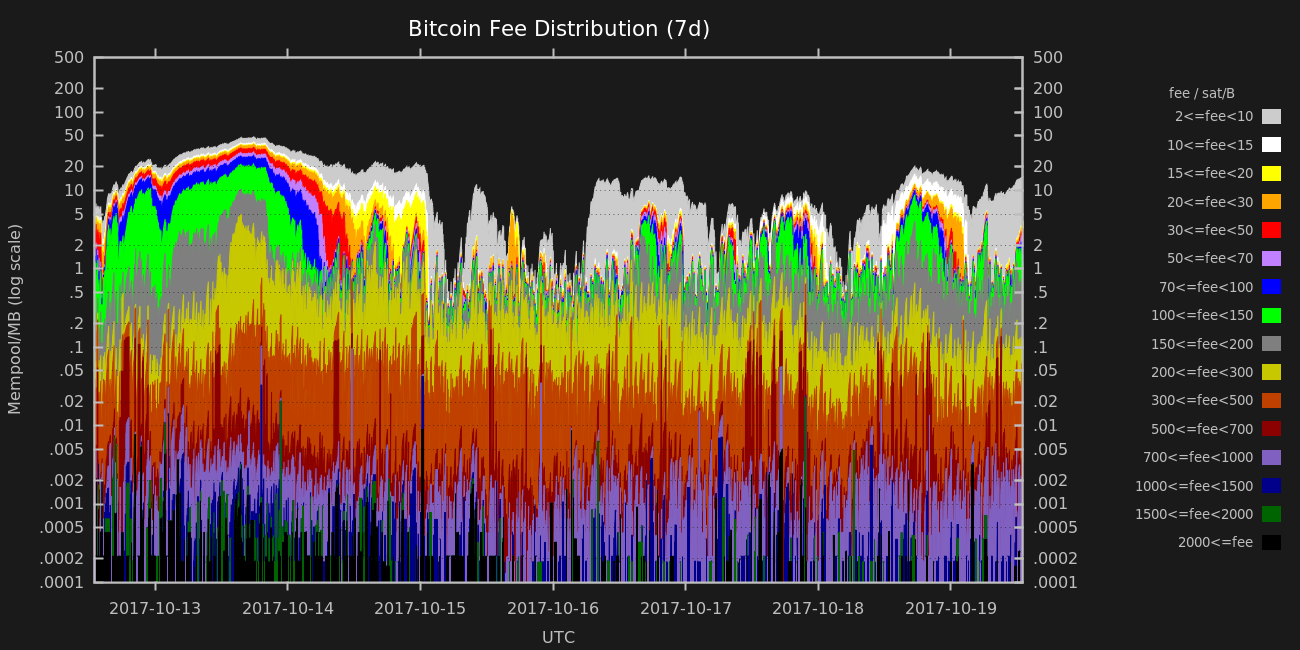 Bitcoin Fee Distribution (7d)
500 500
200 200
100 100
50 50
20 20
10 10
5 5
2 2
1 1
.5 .5
.2 .2
.1 .1
.05 .05
.02 .02
.01 .01
.005 .005
.002 .002
.001 .001
.0005 .0005
.0002 .0002
.0001 .0001
Mempool/MB (log scale)
2017-10-13 2017-10-14 2017-10-15 2017-10-16 2017-10-17 2017-10-18 2017-10-19
UTC
fee / sat/B
2<=fee<10
10<=fee<15
15<=fee<20
20<=fee<30
30<=fee<50
50<=fee<70
70<=fee<100
100<=fee<150
150<=fee<200
200<=fee<300
300<=fee<500
500<=fee<700
700<=fee<1000
1000<=fee<1500
1500<=fee<2000
2000<=fee